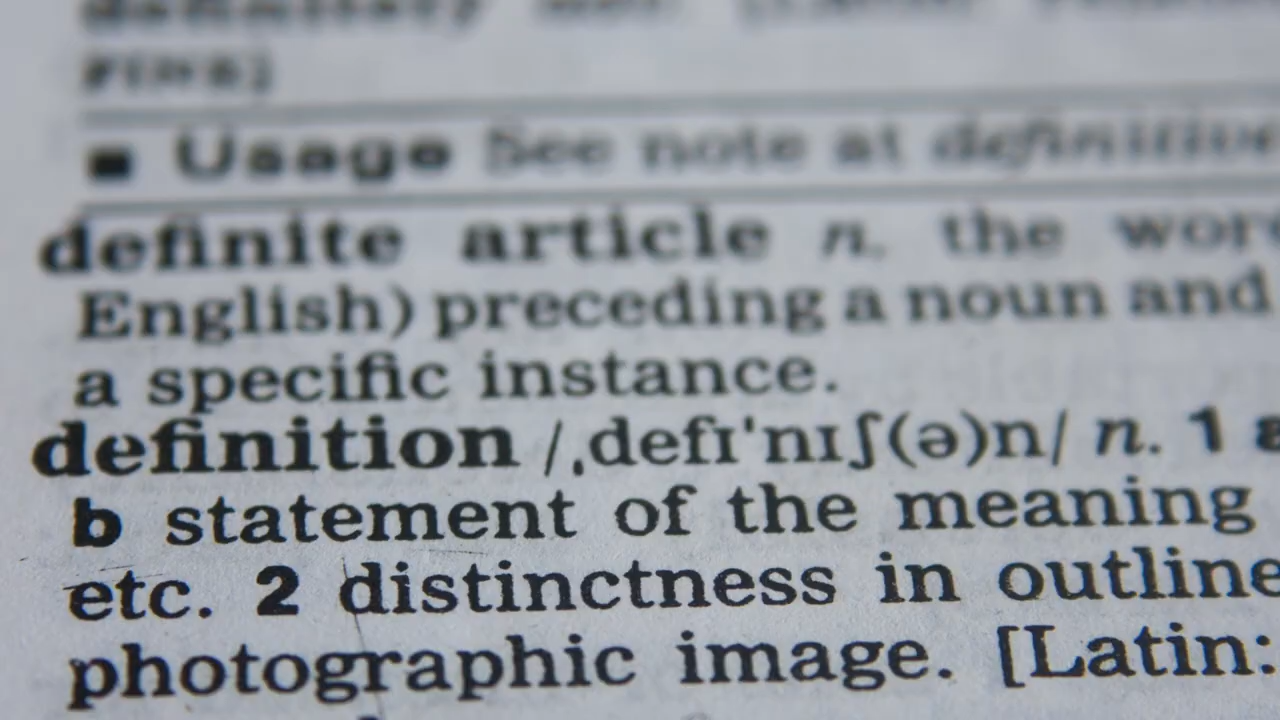 ■ Usage See note at definitive
definite article n. the wor
English) preceding a noun and
a specific instance.
definition /ˌdefɪˈnɪʃ(ə)n/ n. 1 a
b statement of the meaning
etc. 2 distinctness in outline
photographic image. [Latin: